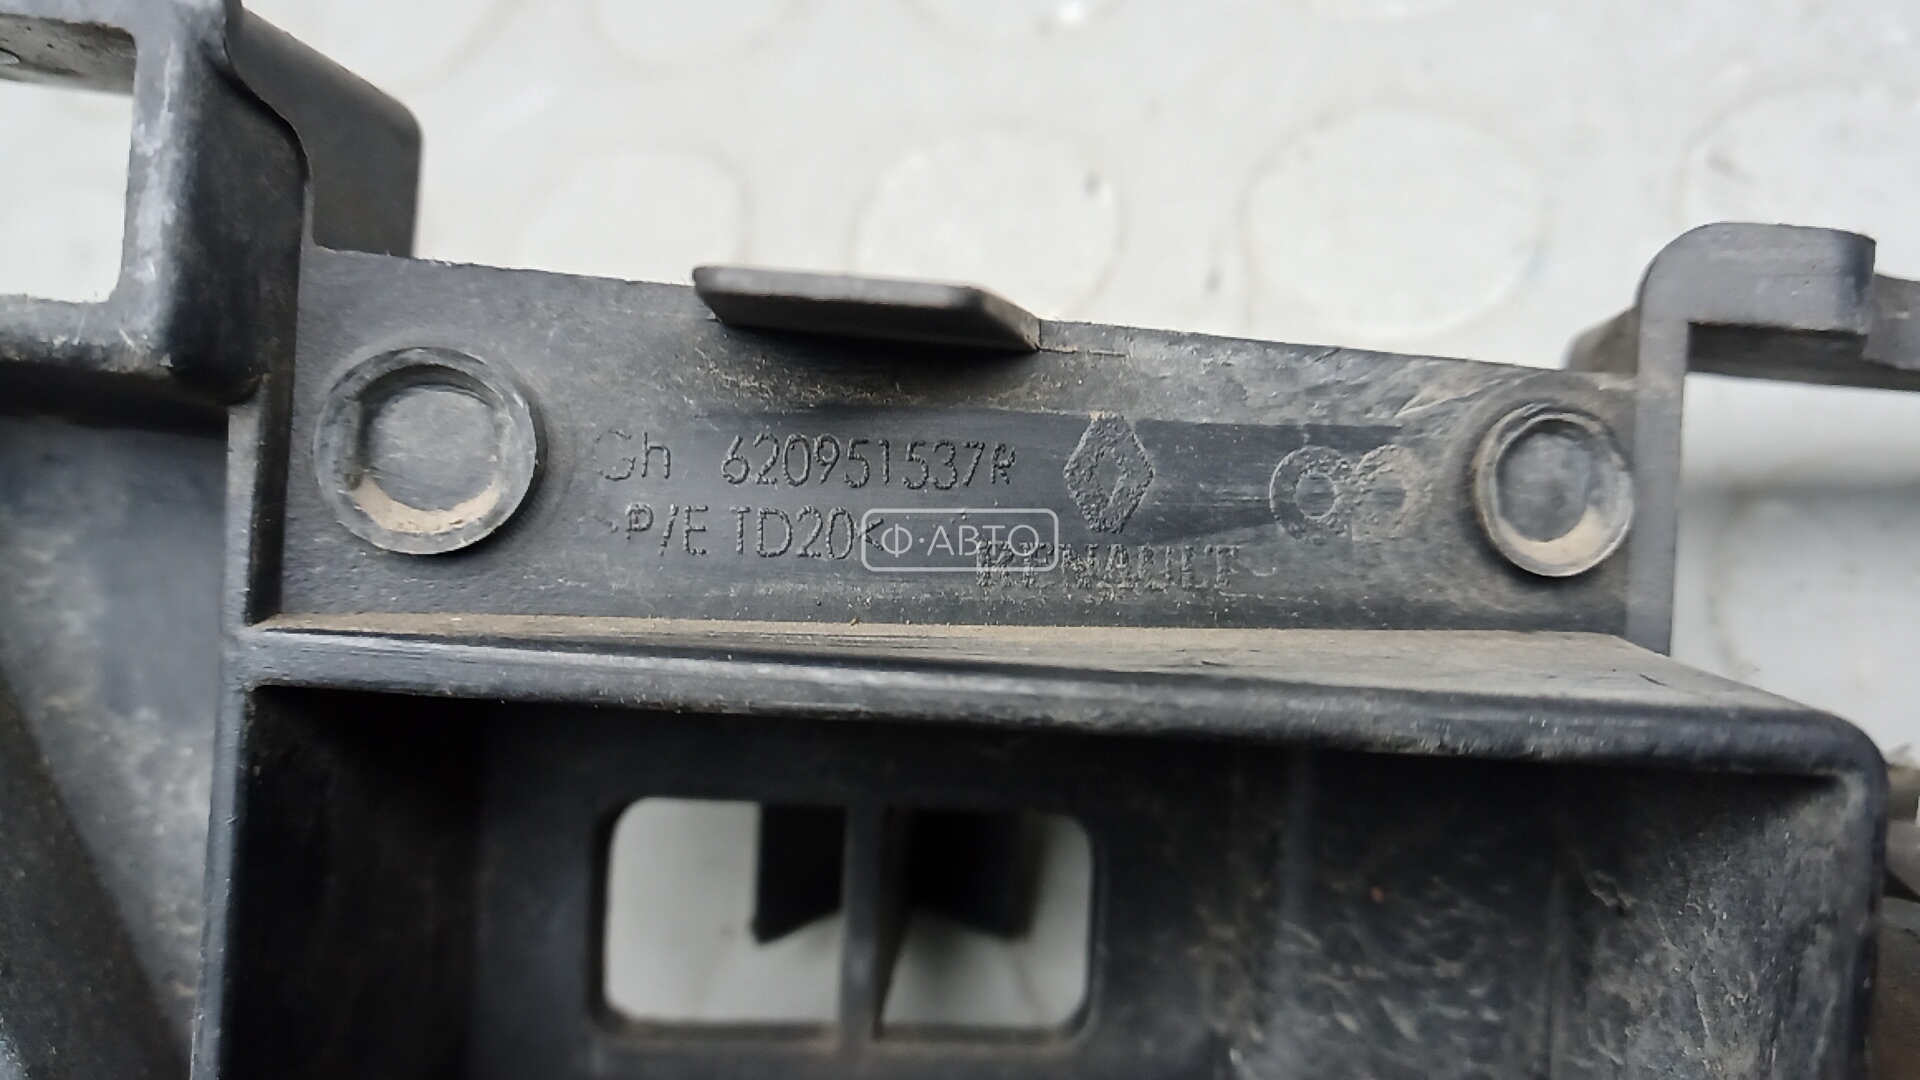 Gh 620951537R
>P/E TD20<
Ф·АВТО
RENAULT